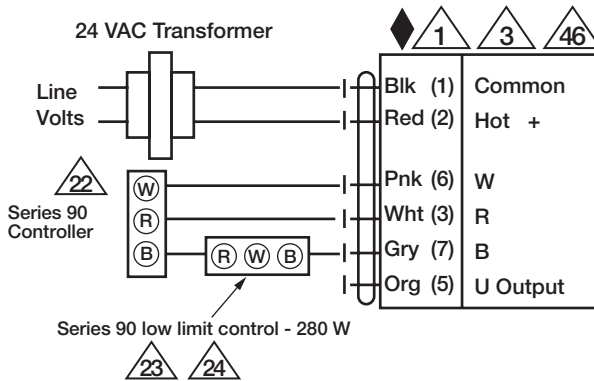 24 VAC Transformer
1 3 46
Line
Volts
Blk (1) Common
Red (2) Hot +
22
Series 90
Controller
W
R
B
Pnk (6) W
Wht (3) R
Gry (7) B
Org (5) U Output
R W B
Series 90 low limit control - 280 W
23 24